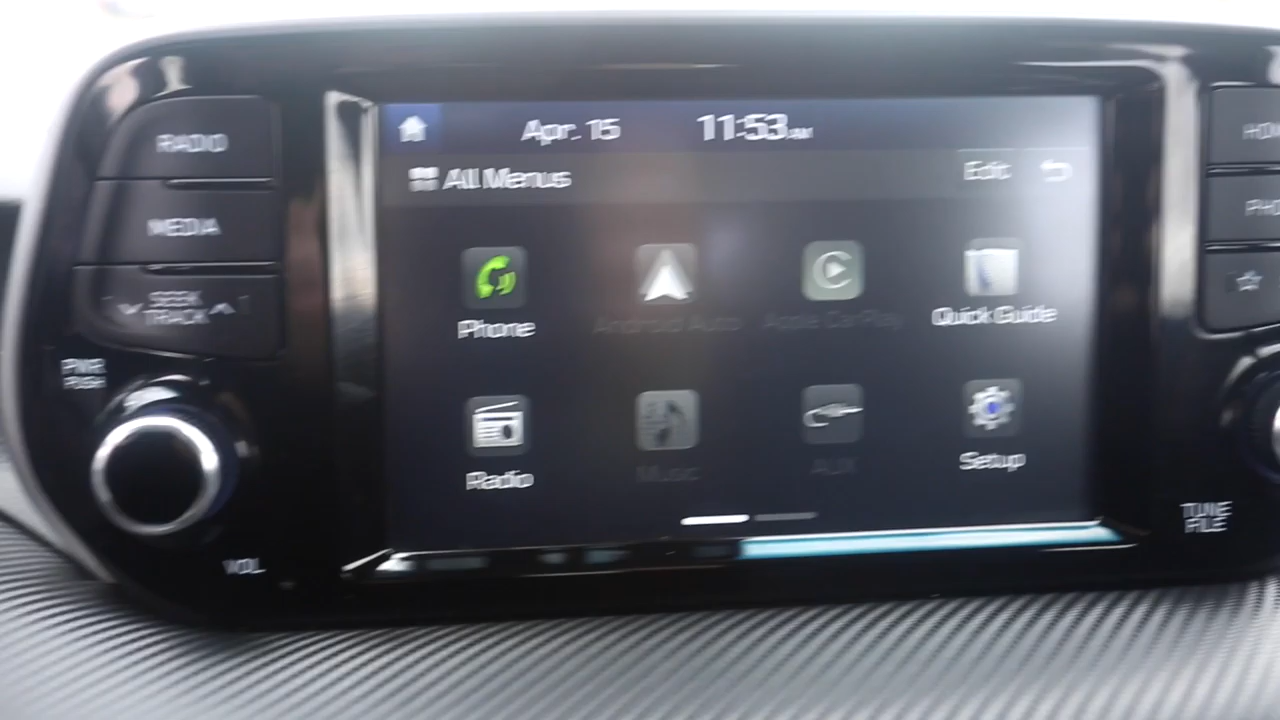 RADIO
MEDIA
SEEK
TRACK
PWR
PUSH
VOL
Apr. 15 11:53 AM
All Menus
Edit
Phone
Android Auto
Apple CarPlay
Quick Guide
Radio
Music
AUX
Setup
TUNE
FILE